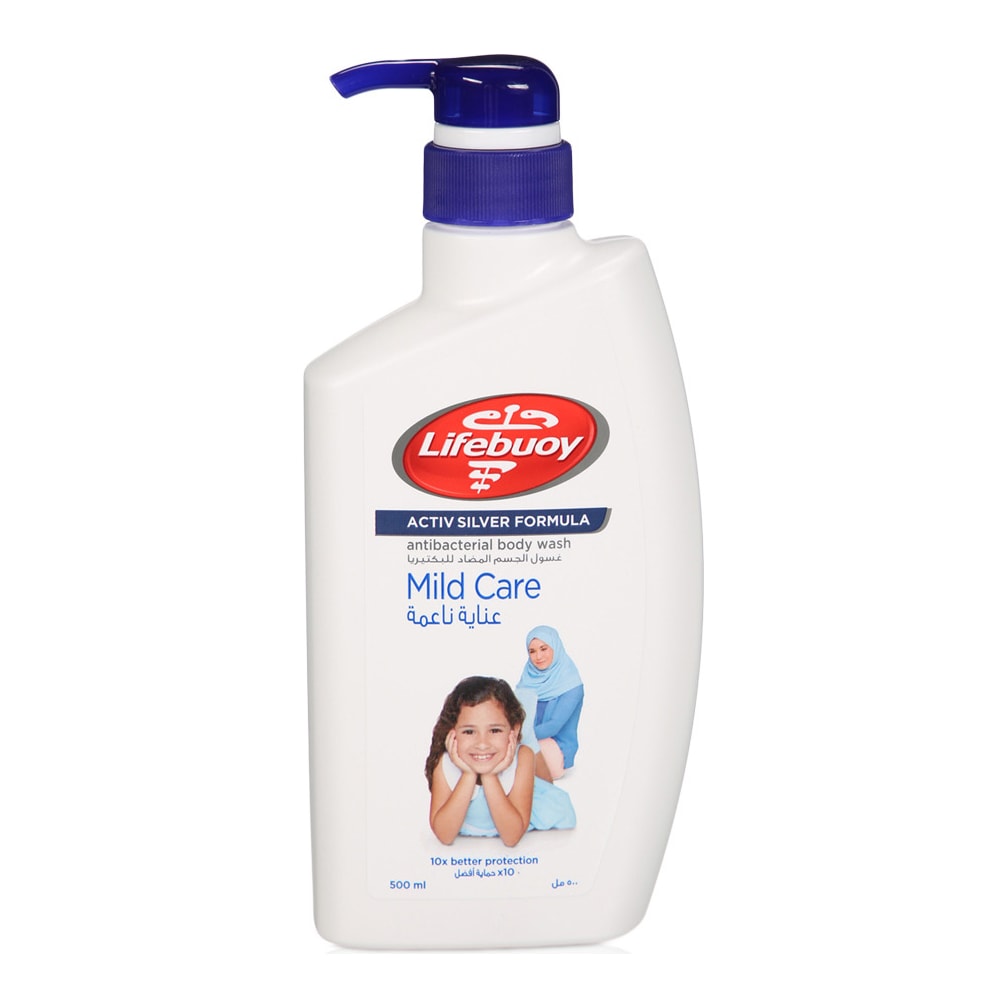 Lifebuoy
ACTIV SILVER FORMULA
antibacterial body wash
غسول الجسم المضاد للبكتيريا
Mild Care
عناية ناعمة
10x better protection
x10 حماية أفضل
500 ml
٥٠٠ مل